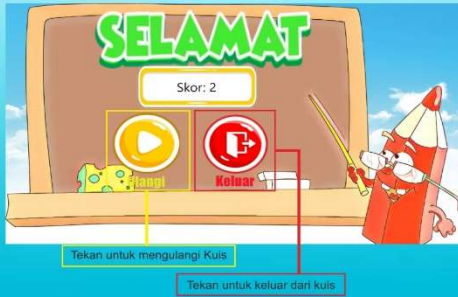 SELAMAT
Skor: 2
Ulangi Keluar
Tekan untuk mengulangi Kuis
Tekan untuk keluar dari kuis